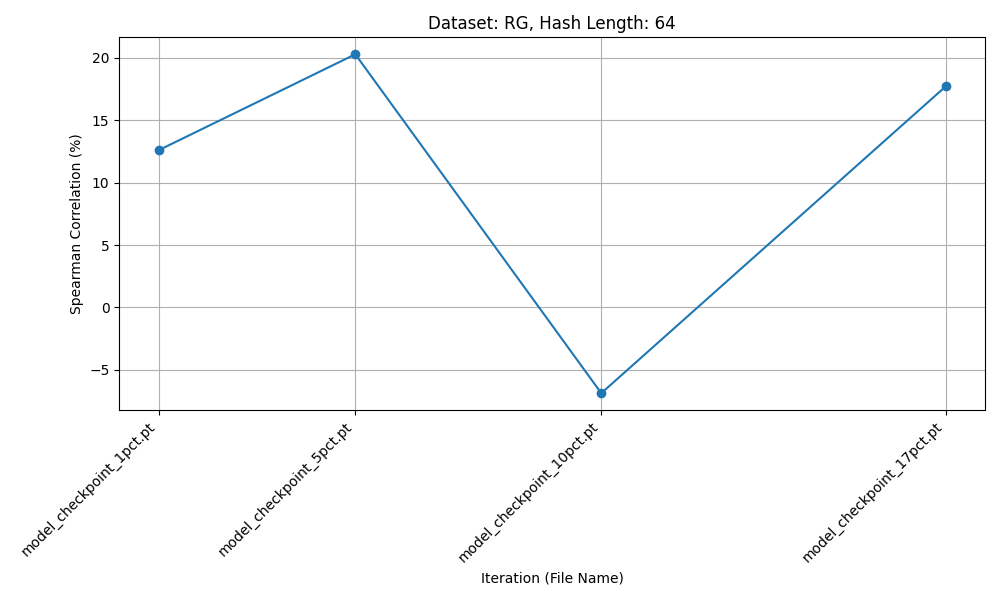 Dataset: RG, Hash Length: 64
Spearman Correlation (%)
20
15
10
5
0
−5
model_checkpoint_1pct.pt
model_checkpoint_5pct.pt
model_checkpoint_10pct.pt
model_checkpoint_17pct.pt
Iteration (File Name)